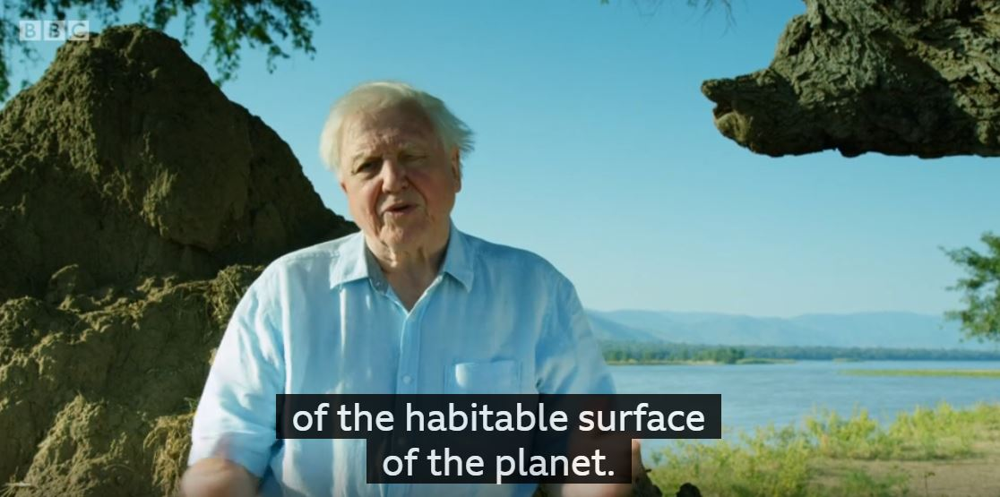 BBC
of the habitable surface
of the planet.